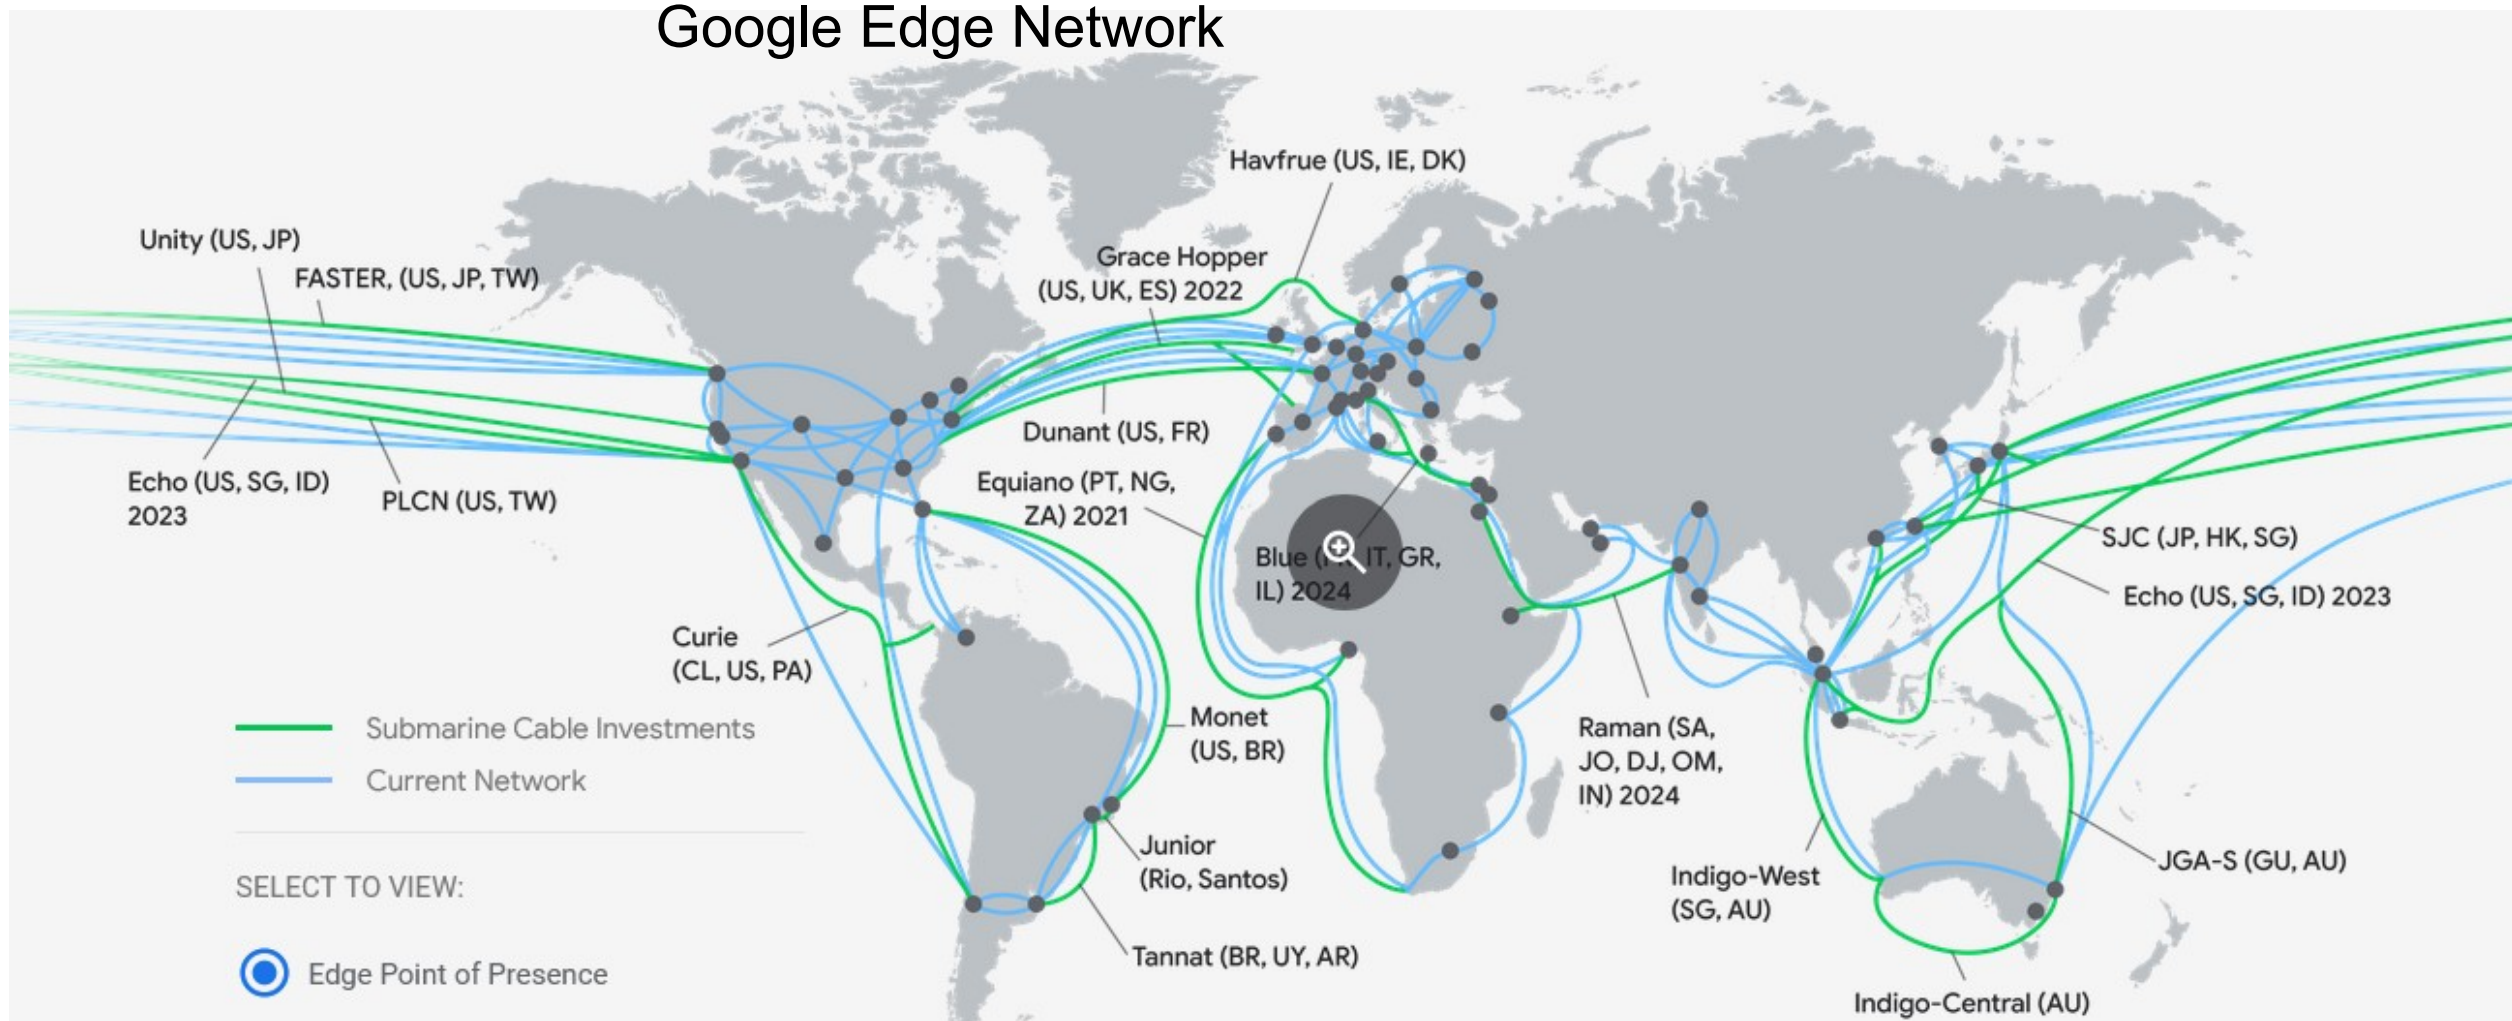 Google Edge Network
Havfrue (US, IE, DK)
Unity (US, JP)
FASTER, (US, JP, TW)
Grace Hopper
(US, UK, ES) 2022
Dunant (US, FR)
Echo (US, SG, ID)
2023
PLCN (US, TW)
Equiano (PT, NG,
ZA) 2021
Blue ( IT, GR,
IL) 2024
SJC (JP, HK, SG)
Echo (US, SG, ID) 2023
Curie
(CL, US, PA)
Monet
(US, BR)
Raman (SA,
JO, DJ, OM,
IN) 2024
Submarine Cable Investments
Current Network
Junior
(Rio, Santos)
Indigo-West
(SG, AU)
JGA-S (GU, AU)
SELECT TO VIEW:
Tannat (BR, UY, AR)
Edge Point of Presence
Indigo-Central (AU)